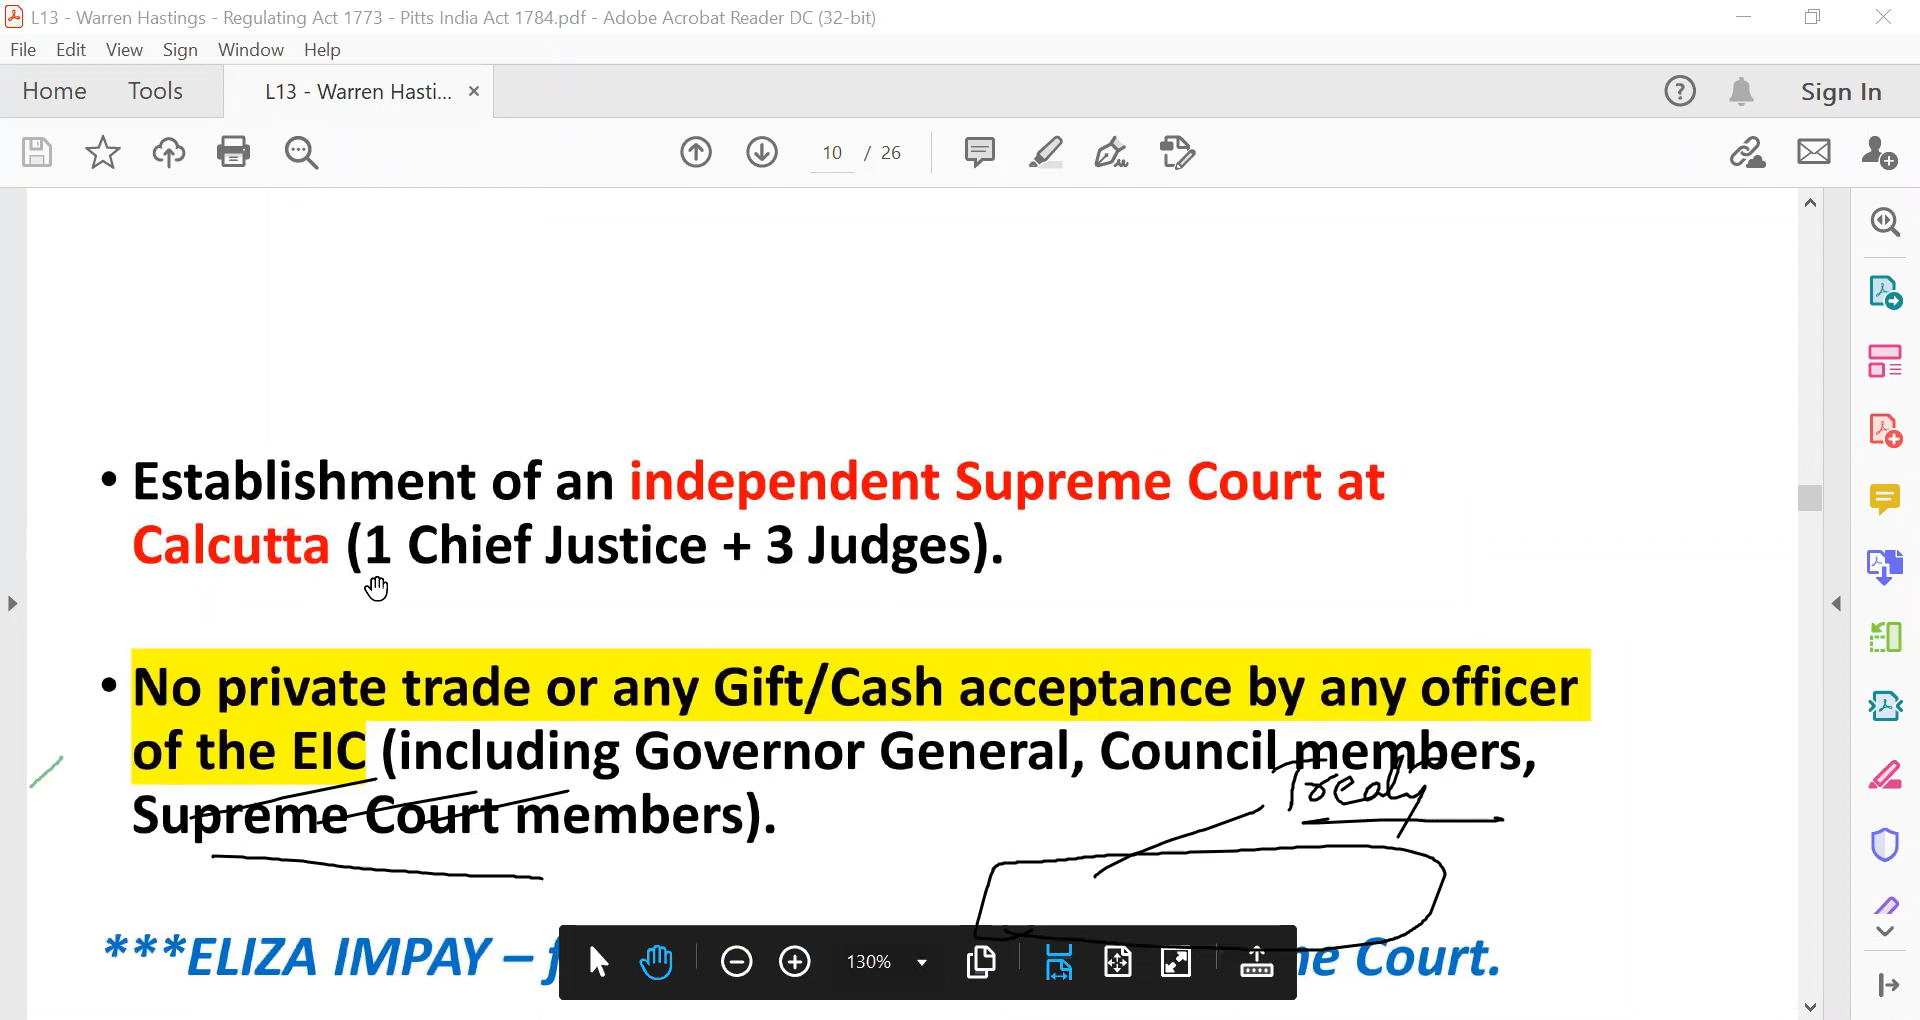 L13 - Warren Hastings - Regulating Act 1773 - Pitts India Act 1784.pdf - Adobe Acrobat Reader DC (32-bit)
File Edit View Sign Window Help
Home Tools L13 - Warren Hasti... × Sign In
10 / 26
• Establishment of an independent Supreme Court at
Calcutta (1 Chief Justice + 3 Judges).
• No private trade or any Gift/Cash acceptance by any officer
of the EIC (including Governor General, Council members,
Treaty
Supreme Court members).
***ELIZA IMPAY – Court.
130%